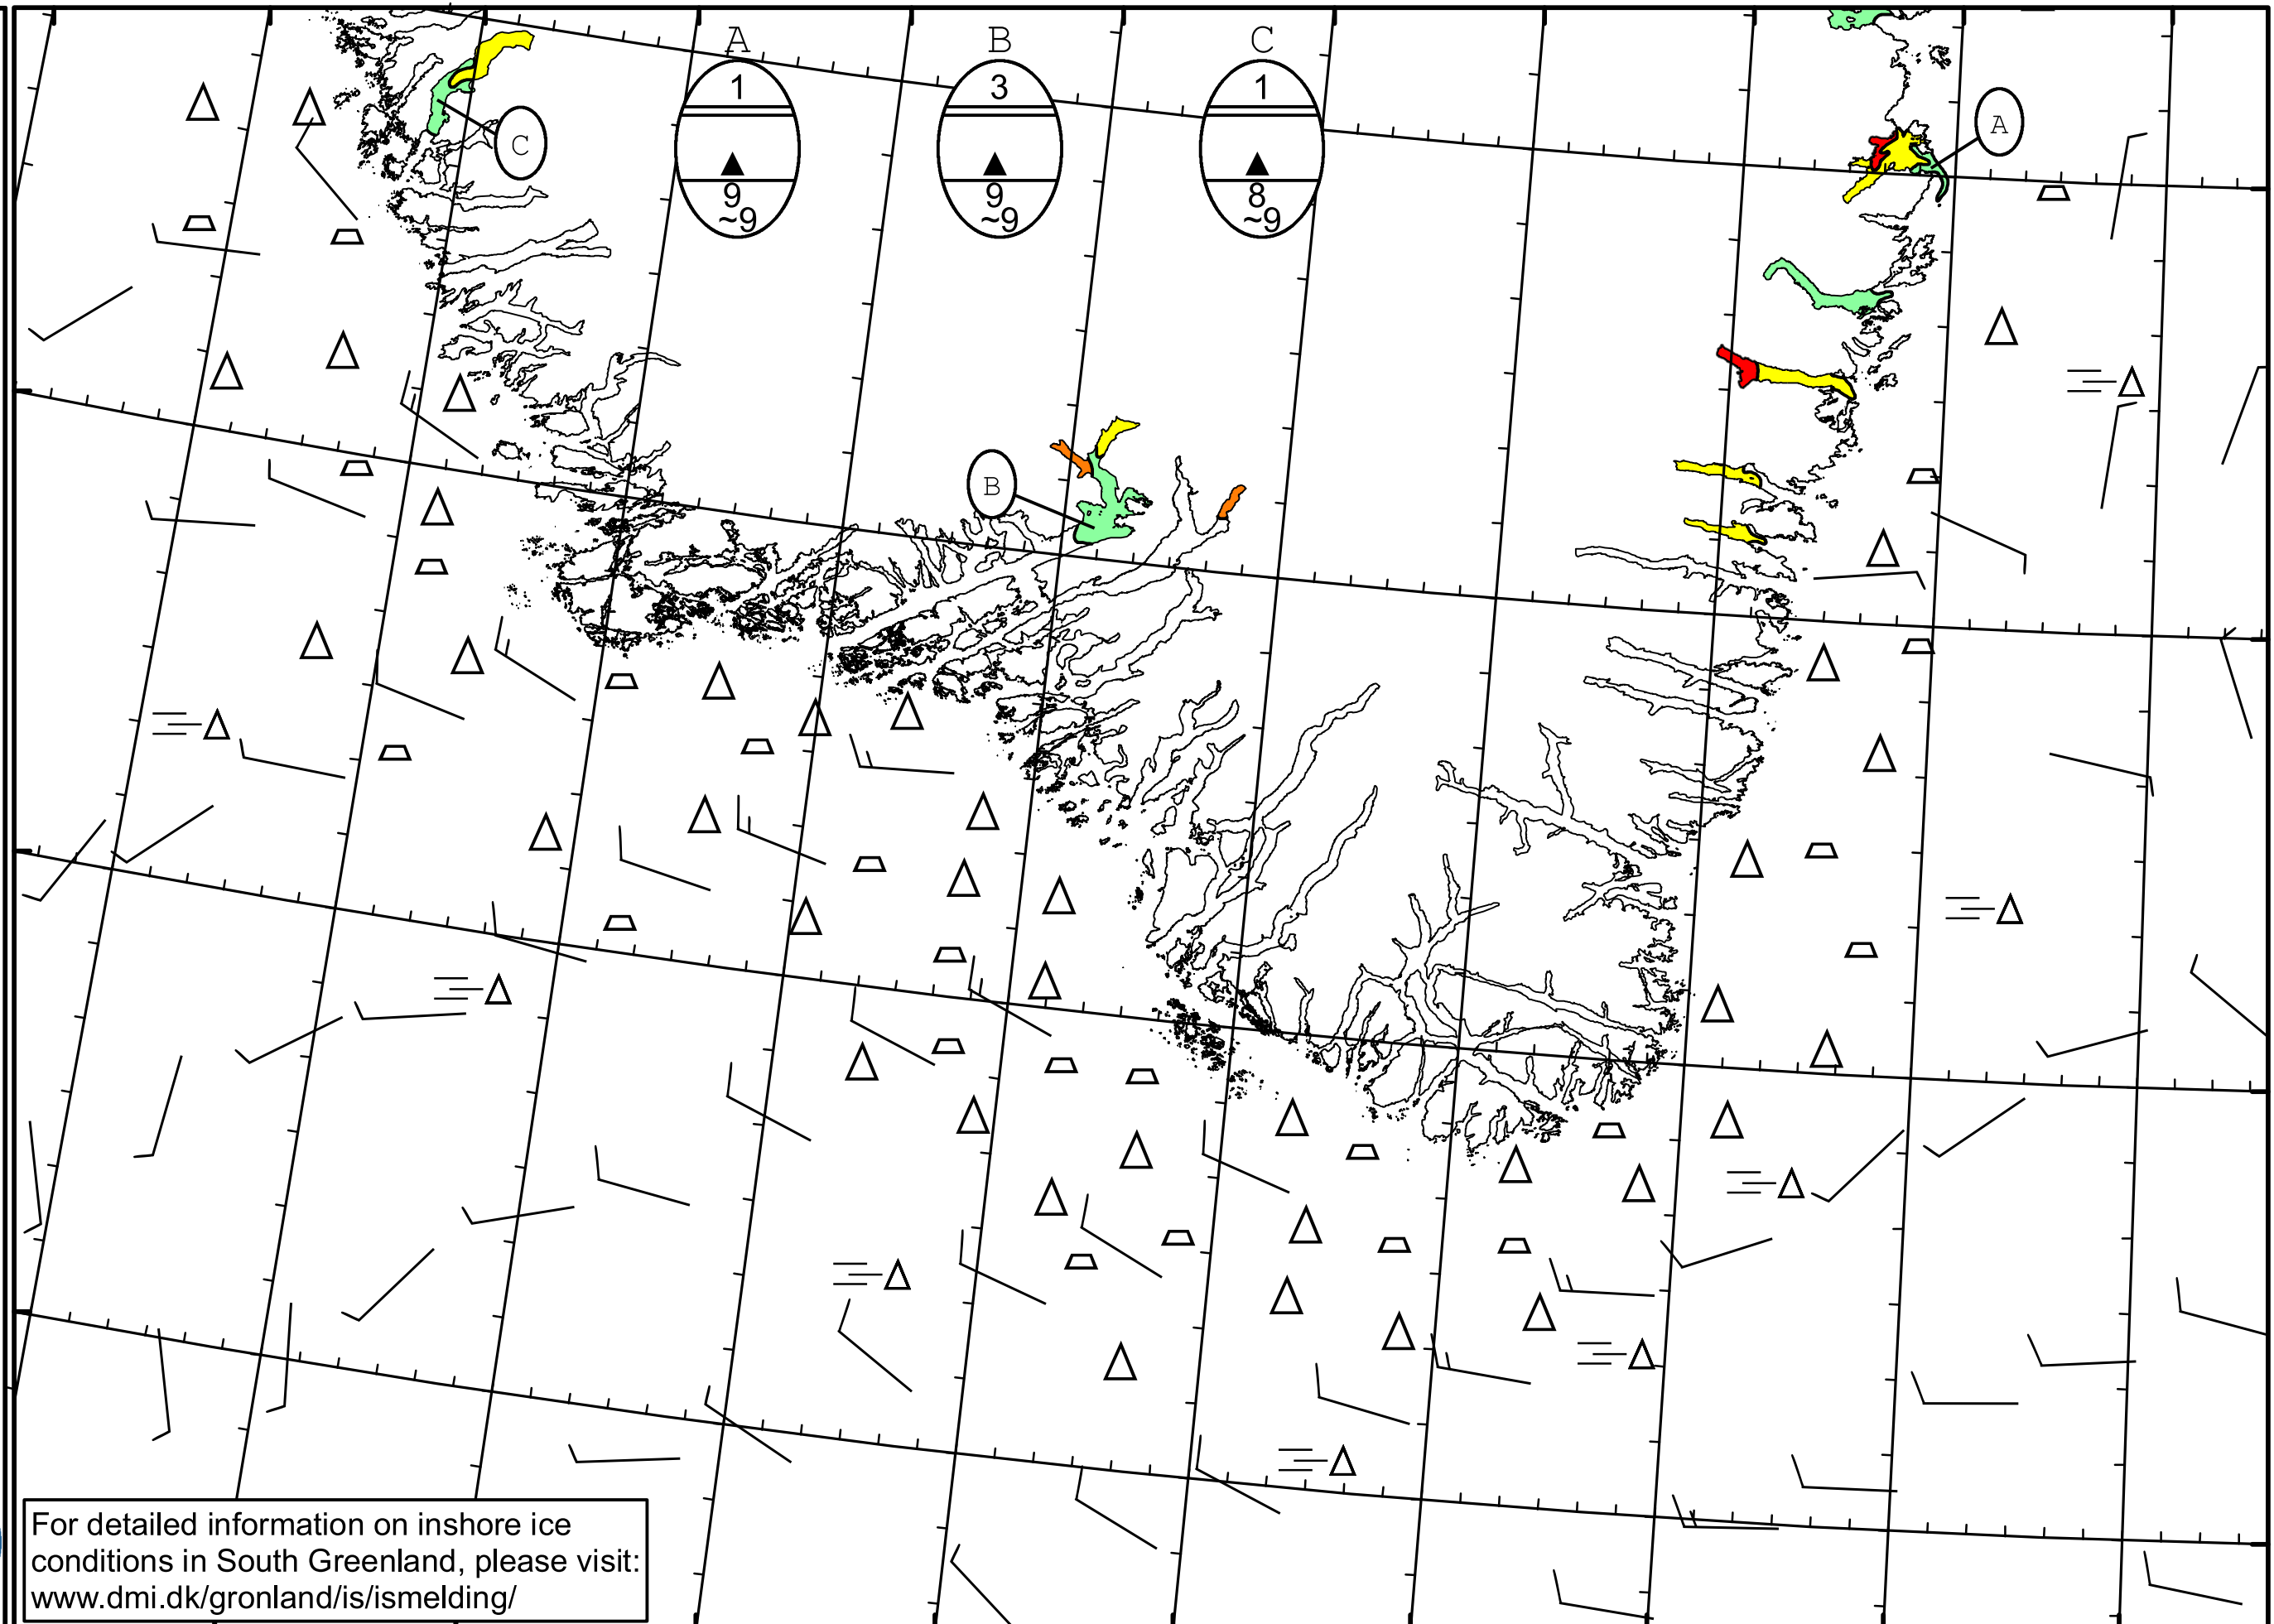 A B C
1 3 1
9 9 8
~9 ~9 ~9
C
A
B
For detailed information on inshore ice
conditions in South Greenland, please visit:
www.dmi.dk/gronland/is/ismelding/